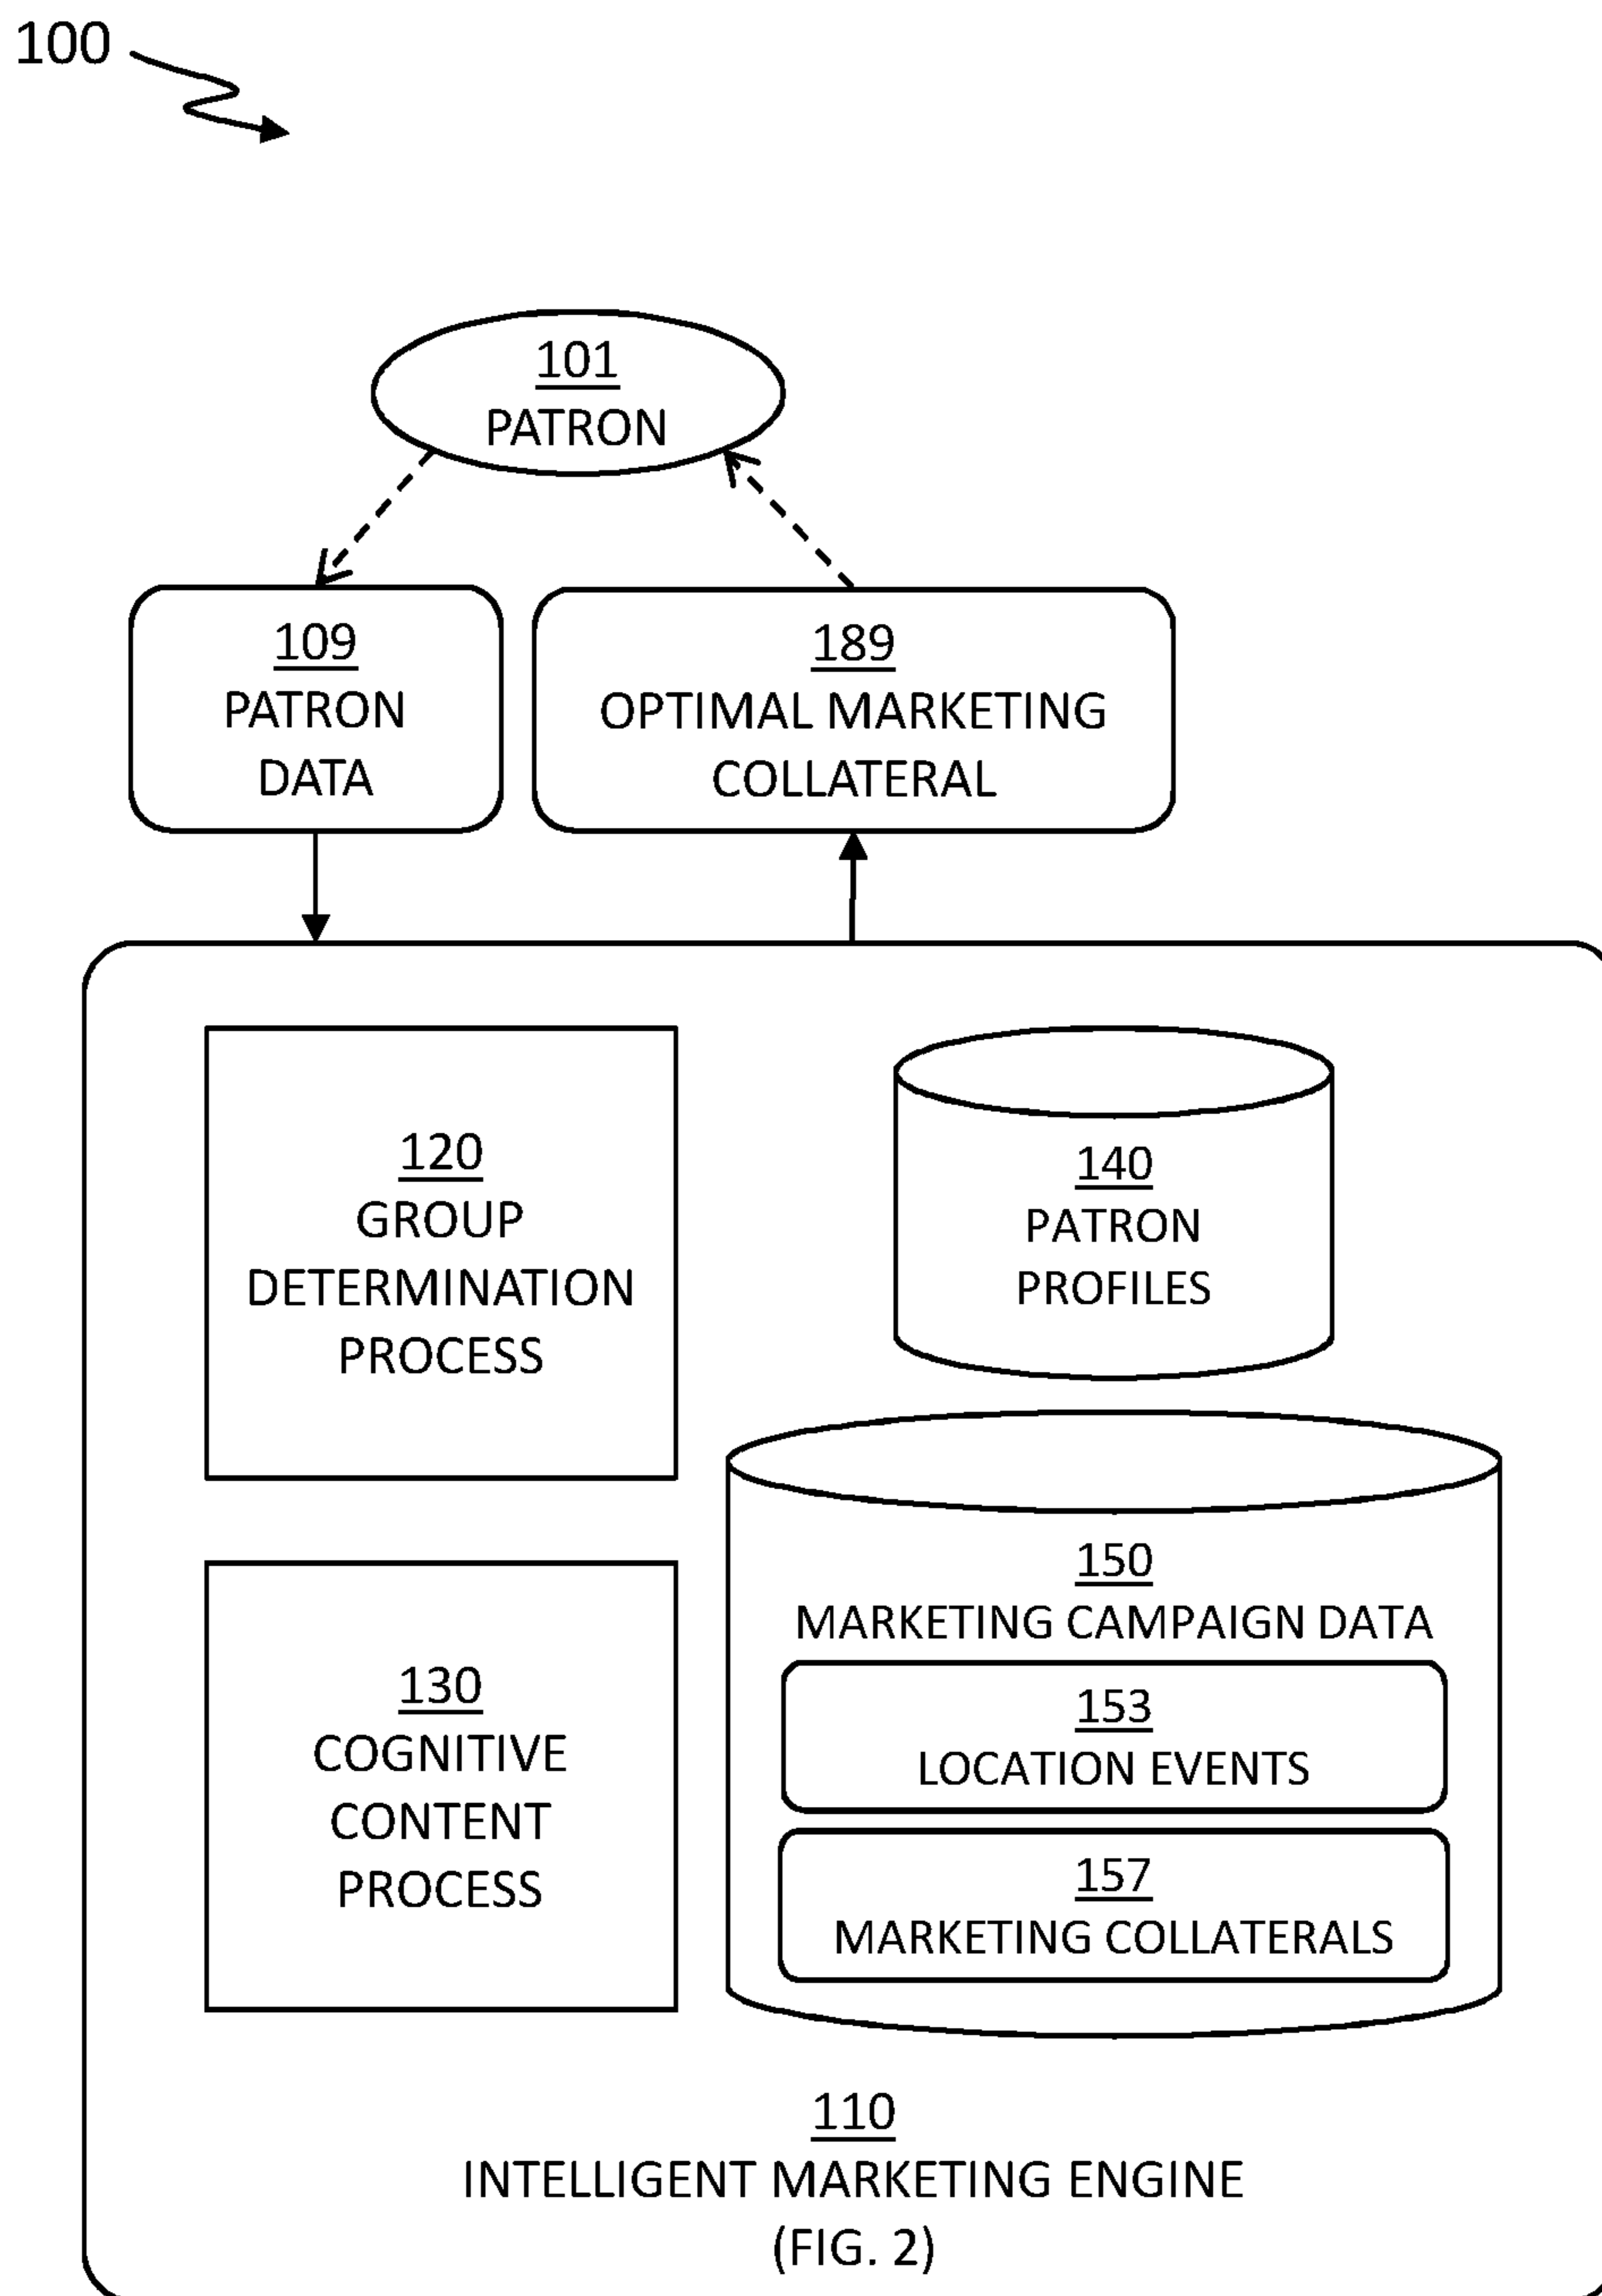 100
101
PATRON
109
PATRON
DATA
189
OPTIMAL MARKETING
COLLATERAL
120
GROUP
DETERMINATION
PROCESS
140
PATRON
PROFILES
130
COGNITIVE
CONTENT
PROCESS
150
MARKETING CAMPAIGN DATA
153
LOCATION EVENTS
157
MARKETING COLLATERALS
110
INTELLIGENT MARKETING ENGINE
(FIG. 2)